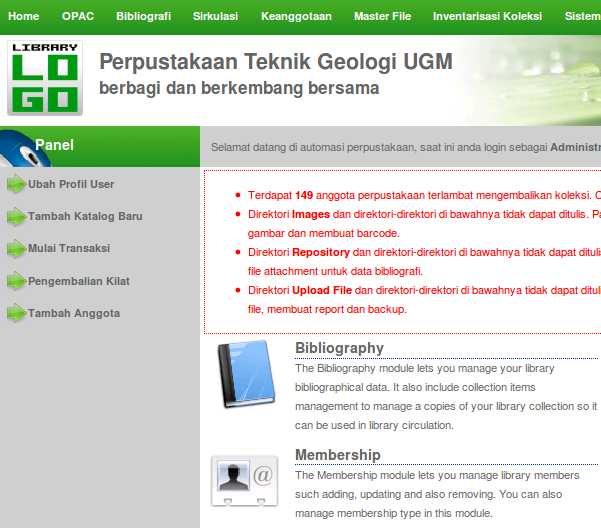 Home OPAC Bibliografi Sirkulasi Keanggotaan Master File Inventarisasi Koleksi Sistem
LIBRARY
LO
GO
Perpustakaan Teknik Geologi UGM
berbagi dan berkembang bersama
Panel
Selamat datang di automasi perpustakaan, saat ini anda login sebagai Administr
Ubah Profil User
Tambah Katalog Baru
Mulai Transaksi
Pengembalian Kilat
Tambah Anggota
Terdapat 149 anggota perpustakaan terlambat mengembalikan koleksi. C
Direktori Images dan direktori-direktori di bawahnya tidak dapat ditulis. Pa
gambar dan membuat barcode.
Direktori Repository dan direktori-direktori di bawahnya tidak dapat dituli
file attachment untuk data bibliografi.
Direktori Upload File dan direktori-direktori di bawahnya tidak dapat dituli
file, membuat report dan backup.
Bibliography
The Bibliography module lets you manage your library
bibliographical data. It also include collection items
management to manage a copies of your library collection so it
can be used in library circulation.
@
Membership
The Membership module lets you manage library members
such adding, updating and also removing. You can also
manage membership type in this module.